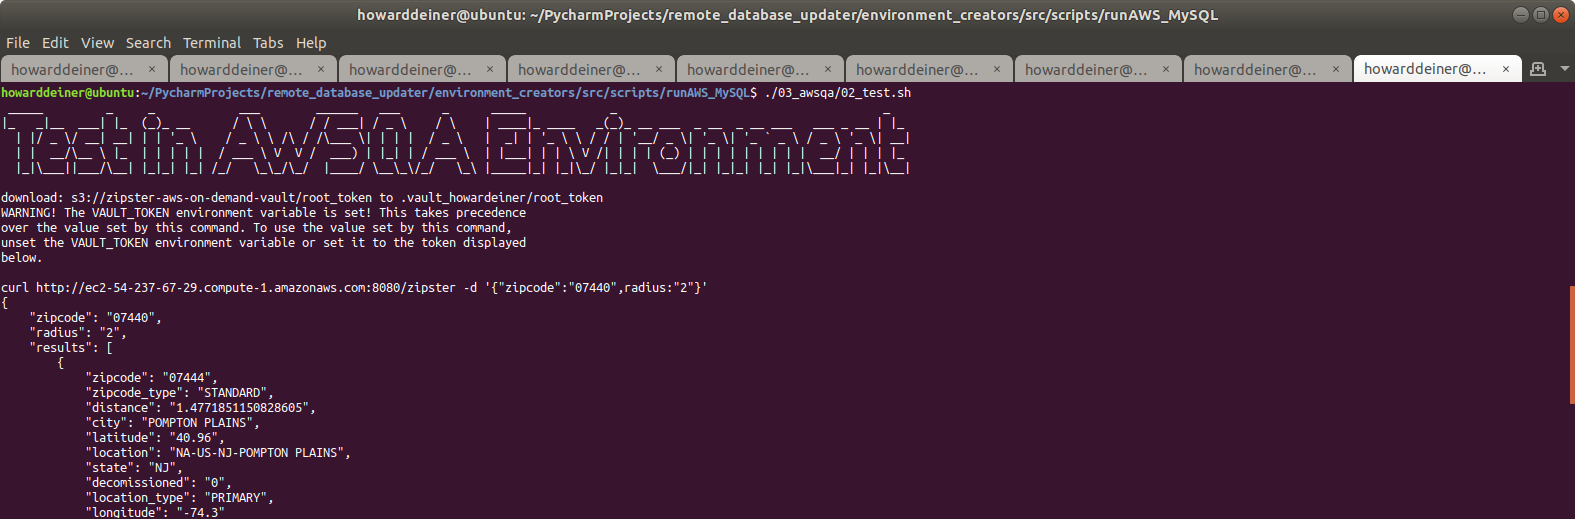 howarddeiner@ubuntu: ~/PycharmProjects/remote_database_updater/environment_creators/src/scripts/runAWS_MySQL
File Edit View Search Terminal Tabs Help
howarddeiner@... × howarddeiner@... × howarddeiner@... × howarddeiner@... × howarddeiner@... × howarddeiner@... × howarddeiner@... × howarddeiner@... × howarddeiner@... ×
howarddeiner@ubuntu:~/PycharmProjects/remote_database_updater/environment_creators/src/scripts/runAWS_MySQL$ ./03_awsqa/02_test.sh
Test in AWSQA Environment
download: s3://zipster-aws-on-demand-vault/root_token to .vault_howardeiner/root_token
WARNING! The VAULT_TOKEN environment variable is set! This takes precedence
over the value set by this command. To use the value set by this command,
unset the VAULT_TOKEN environment variable or set it to the token displayed
below.
curl http://ec2-54-237-67-29.compute-1.amazonaws.com:8080/zipster -d '{"zipcode":"07440",radius:"2"}'
{
"zipcode": "07440",
"radius": "2",
"results": [
{
"zipcode": "07444",
"zipcode_type": "STANDARD",
"distance": "1.4771851150828605",
"city": "POMPTON PLAINS",
"latitude": "40.96",
"location": "NA-US-NJ-POMPTON PLAINS",
"state": "NJ",
"decomissioned": "0",
"location_type": "PRIMARY",
"longitude": "-74.3"